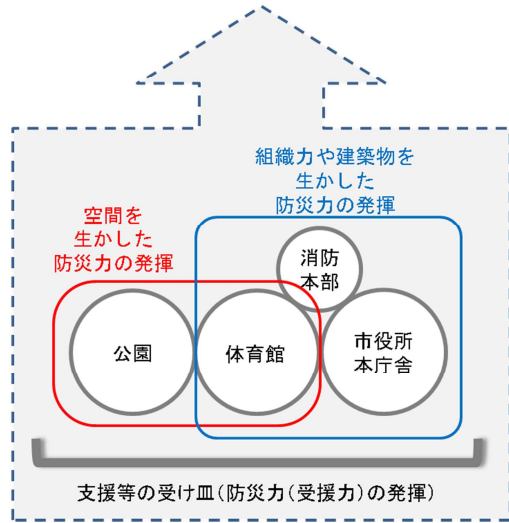 組織力や建築物を
生かした
防災力の発揮
空間を
生かした
防災力の発揮
消防
本部
公園
体育館
市役所
本庁舎
支援等の受け皿(防災力(受援力)の発揮)